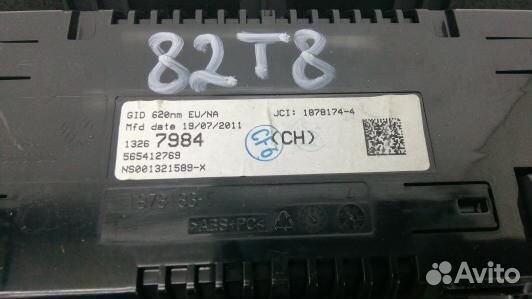 82T8
GID 620nm EU/NA JCI: 1878174-4
Mfd date 19/07/2011
1326 7984 (CH)
565412769
NS001321589-X
>ABS+PC<
Avito